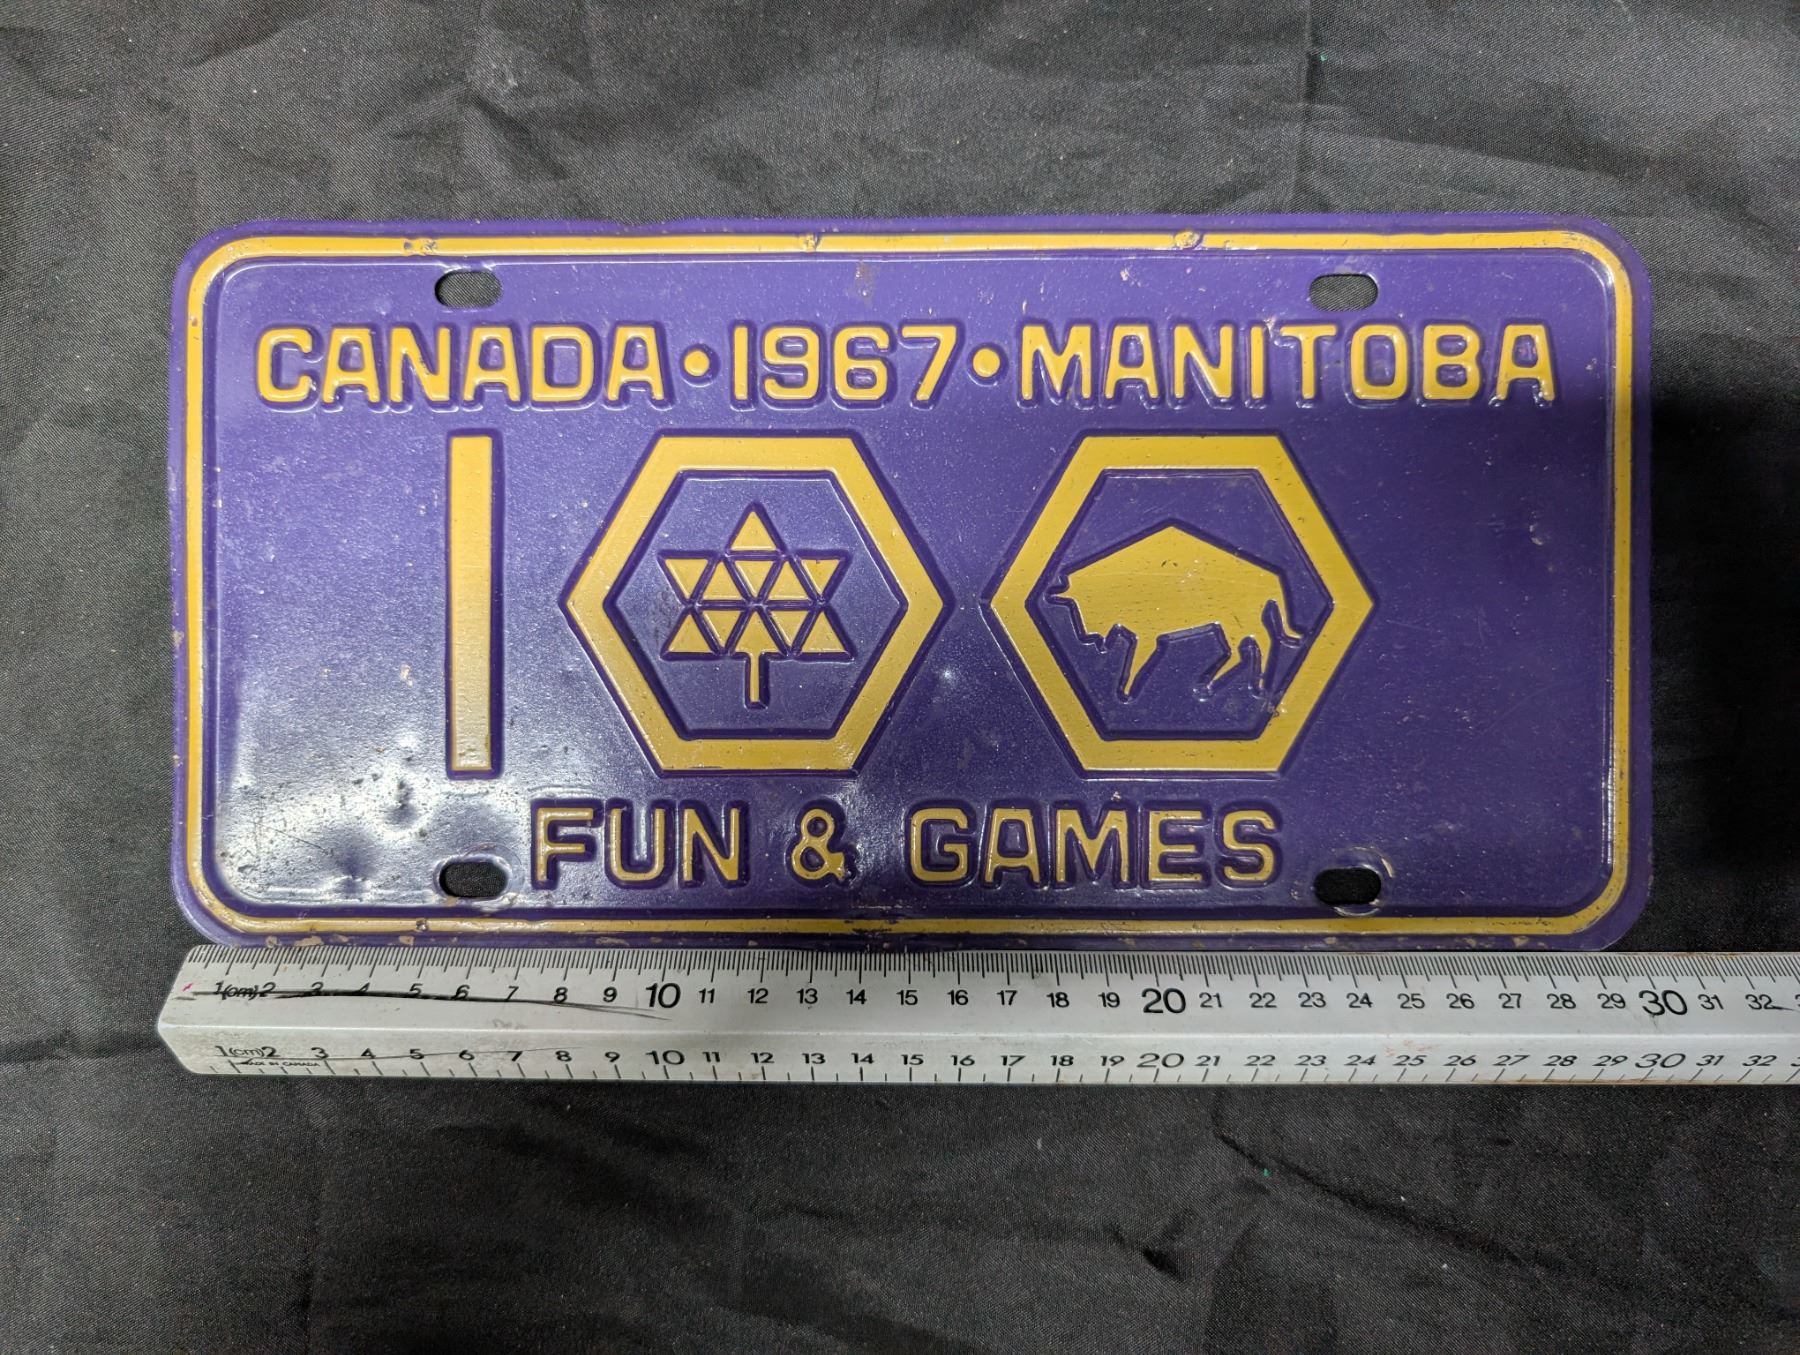 CANADA • 1967 • MANITOBA
100
FUN & GAMES
1(cm) 2 3 4 5 6 7 8 9 10 11 12 13 14 15 16 17 18 19 20 21 22 23 24 25 26 27 28 29 30 31 32
1(cm) 2 3 4 5 6 7 8 9 10 11 12 13 14 15 16 17 18 19 20 21 22 23 24 25 26 27 28 29 30 31 32
MADE IN CANADA